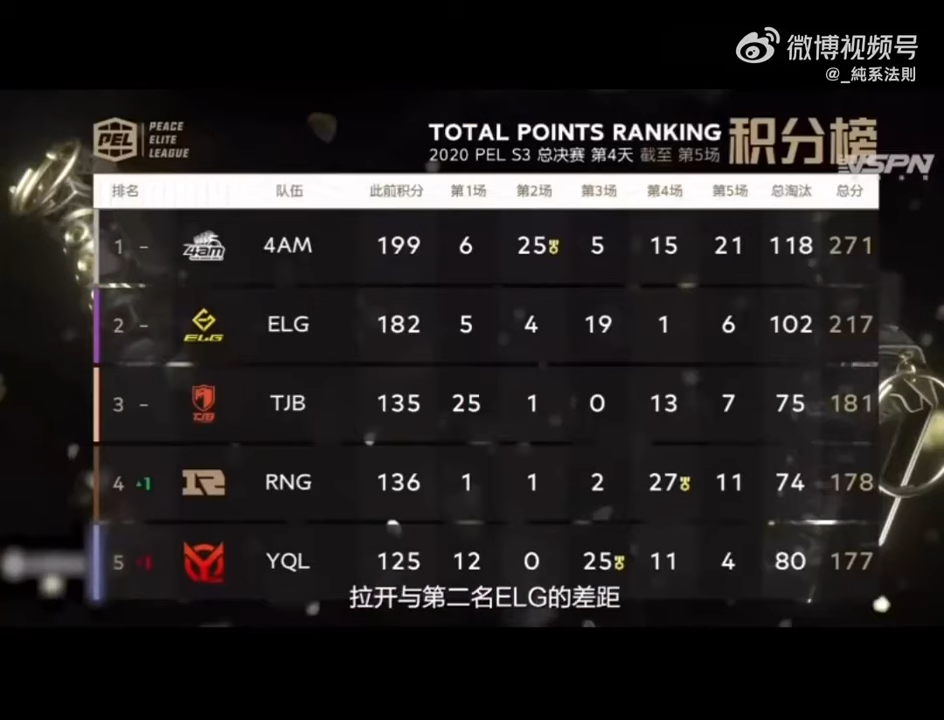 微博视频号
@_純系法則
PEL
PEACE
ELITE
LEAGUE
TOTAL POINTS RANKING 积分榜
2020 PEL S3 总决赛 第4天 截至 第5场
VSPN
排名 队伍 此前积分 第1场 第2场 第3场 第4场 第5场 总淘汰 总分
1 – 4am 4AM 199 6 25 5 15 21 118 271
2 – ELG ELG 182 5 4 19 1 6 102 217
3 – TJB TJB 135 25 1 0 13 7 75 181
4 ▲1 RNG 136 1 1 2 27 11 74 178
5 1 YQL 125 12 0 25 11 4 80 177
拉开与第二名ELG的差距